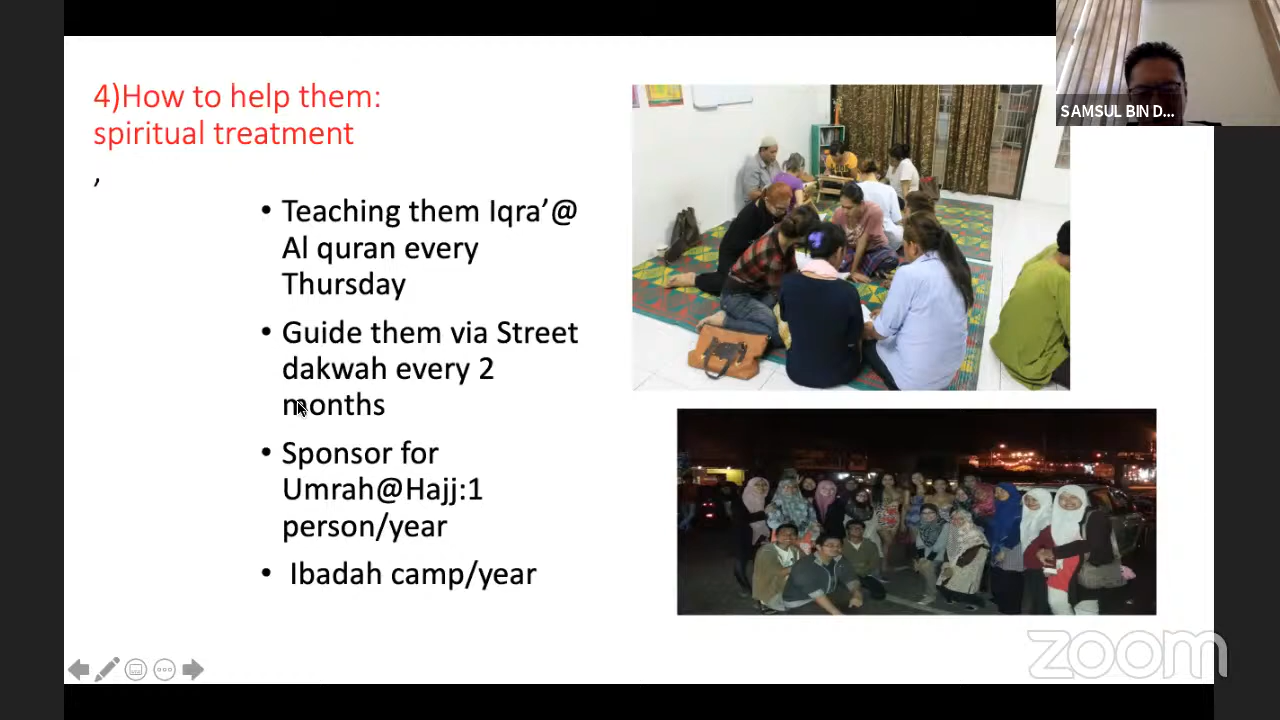 4)How to help them:
spiritual treatment
,
• Teaching them Iqra’@
Al quran every
Thursday
• Guide them via Street
dakwah every 2
months
• Sponsor for
Umrah@Hajj:1
person/year
• Ibadah camp/year
SAMSUL BIN D...
zoom